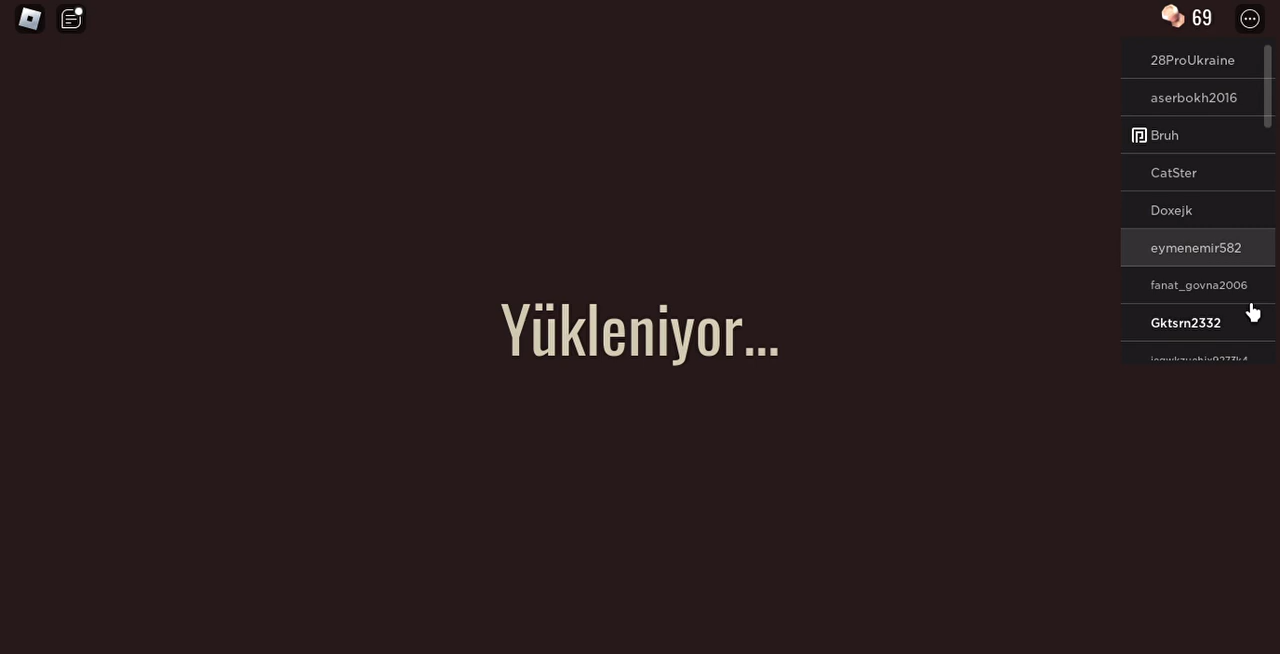 69
28ProUkraine
aserbokh2016
Bruh
CatSter
Doxejk
eymenemir582
fanat_govna2006
Gktsrn2332
Yükleniyor...